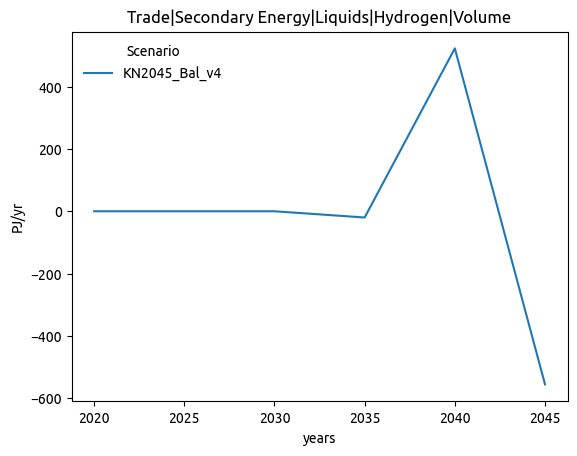 Trade|Secondary Energy|Liquids|Hydrogen|Volume
Scenario
KN2045_Bal_v4
PJ/yr
400
200
0
−200
−400
−600
2020 2025 2030 2035 2040 2045
years